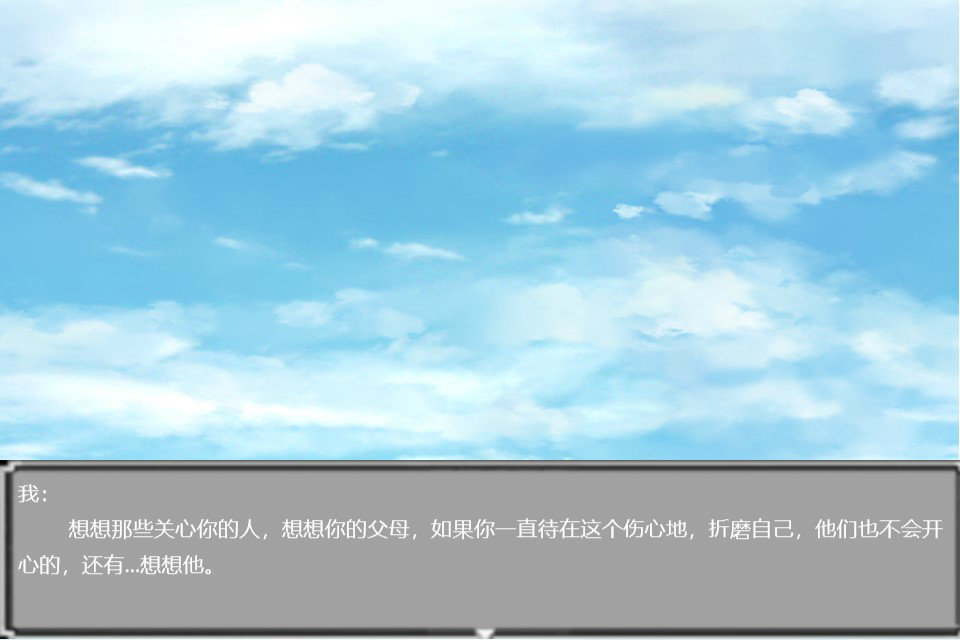 我：
想想那些关心你的人，想想你的父母，如果你一直待在这个伤心地，折磨自己，他们也不会开
心的，还有...想想他。